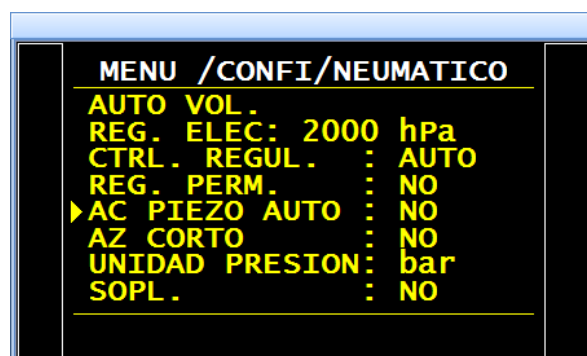 MENU /CONFI/NEUMATICO
AUTO VOL.
REG. ELEC: 2000 hPa
CTRL. REGUL. : AUTO
REG. PERM. : NO
AC PIEZO AUTO : NO
AZ CORTO : NO
UNIDAD PRESION: bar
SOPL. : NO